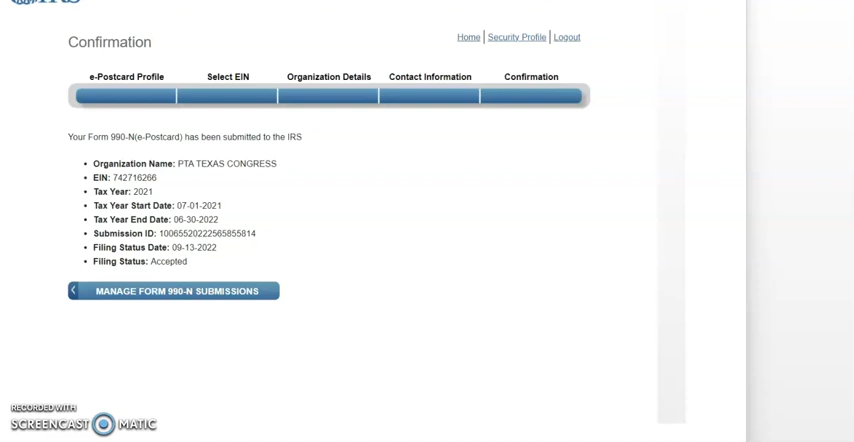 IRS
Confirmation
Home Security Profile Logout
e-Postcard Profile Select EIN Organization Details Contact Information Confirmation
Your Form 990-N(e-Postcard) has been submitted to the IRS
• Organization Name: PTA TEXAS CONGRESS
• EIN: 742716266
• Tax Year: 2021
• Tax Year Start Date: 07-01-2021
• Tax Year End Date: 06-30-2022
• Submission ID: 10065520222565855814
• Filing Status Date: 09-13-2022
• Filing Status: Accepted
MANAGE FORM 990-N SUBMISSIONS
RECORDED WITH
SCREENCAST MATIC